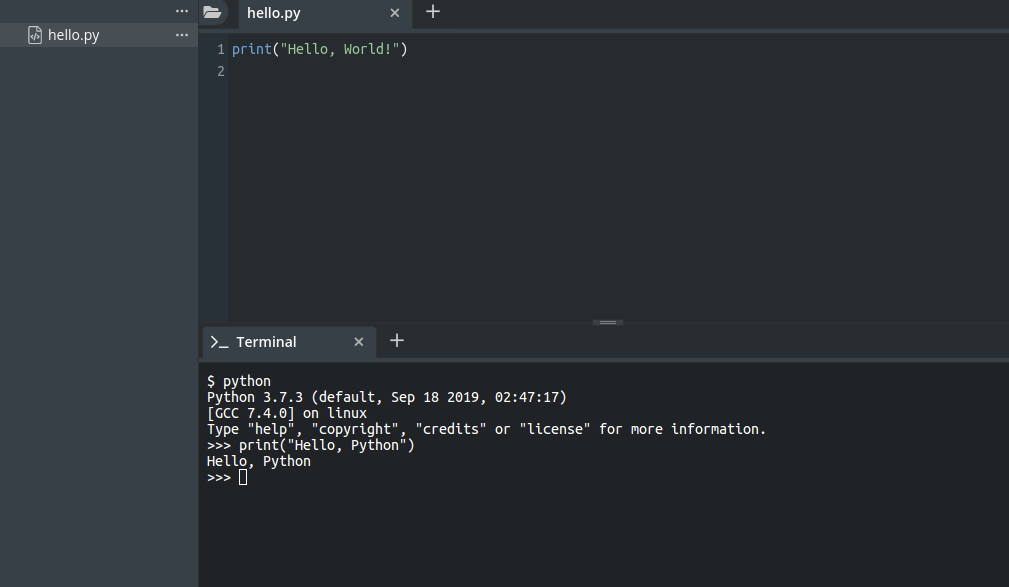 hello.py
hello.py
1 print("Hello, World!")
2
Terminal
$ python
Python 3.7.3 (default, Sep 18 2019, 02:47:17)
[GCC 7.4.0] on linux
Type "help", "copyright", "credits" or "license" for more information.
>>> print("Hello, Python")
Hello, Python
>>>